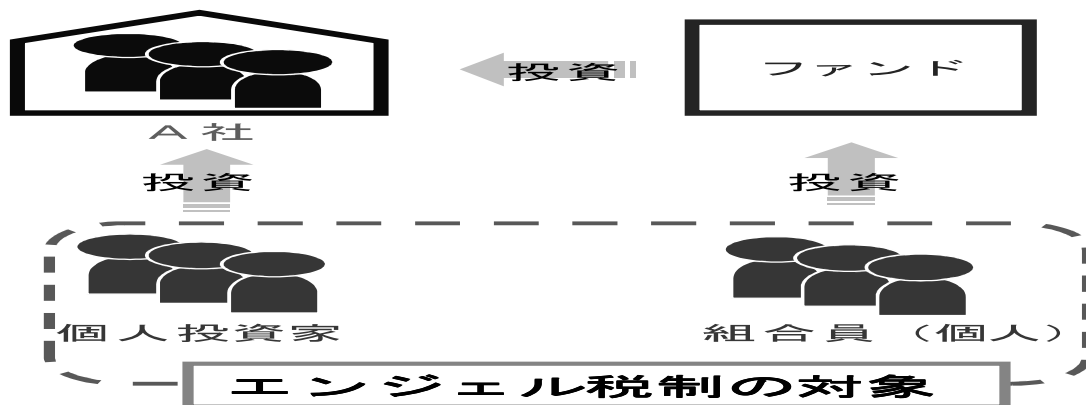 投資
ファンド
A社
投資
投資
個人投資家
組合員（個人）
エンジェル税制の対象